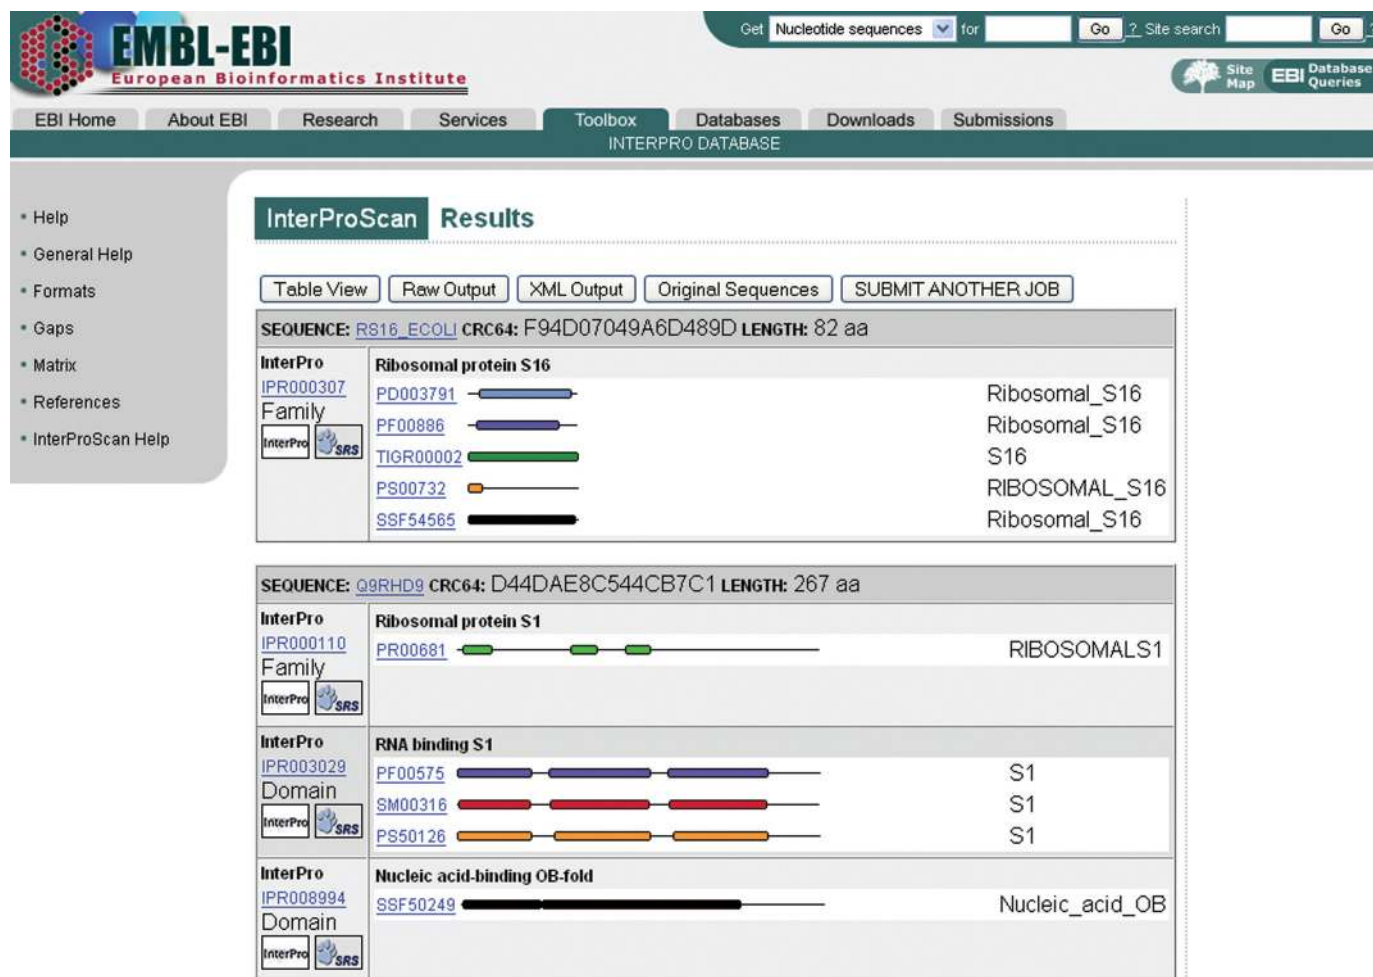 Get Nucleotide sequences for Go ? Site search Go ?
EMBL-EBI
European Bioinformatics Institute
Site Map EBI Database Queries
EBI Home About EBI Research Services Toolbox Databases Downloads Submissions
INTERPRO DATABASE
Help
General Help
Formats
Gaps
Matrix
References
InterProScan Help
InterProScan Results
Table View Raw Output XML Output Original Sequences SUBMIT ANOTHER JOB
SEQUENCE: RS16_ECOLI CRC64: F94D07049A6D489D LENGTH: 82 aa
InterPro
IPR000307
Family
InterPro SRS
Ribosomal protein S16
PD003791 Ribosomal_S16
PF00886 Ribosomal_S16
TIGR00002 S16
PS00732 RIBOSOMAL_S16
SSF54565 Ribosomal_S16
SEQUENCE: Q9RHD9 CRC64: D44DAE8C544CB7C1 LENGTH: 267 aa
InterPro
IPR000110
Family
InterPro SRS
Ribosomal protein S1
PR00681 RIBOSOMALS1
InterPro
IPR003029
Domain
InterPro SRS
RNA binding S1
PF00575 S1
SM00316 S1
PS50126 S1
InterPro
IPR008994
Domain
InterPro SRS
Nucleic acid-binding OB-fold
SSF50249 Nucleic_acid_OB